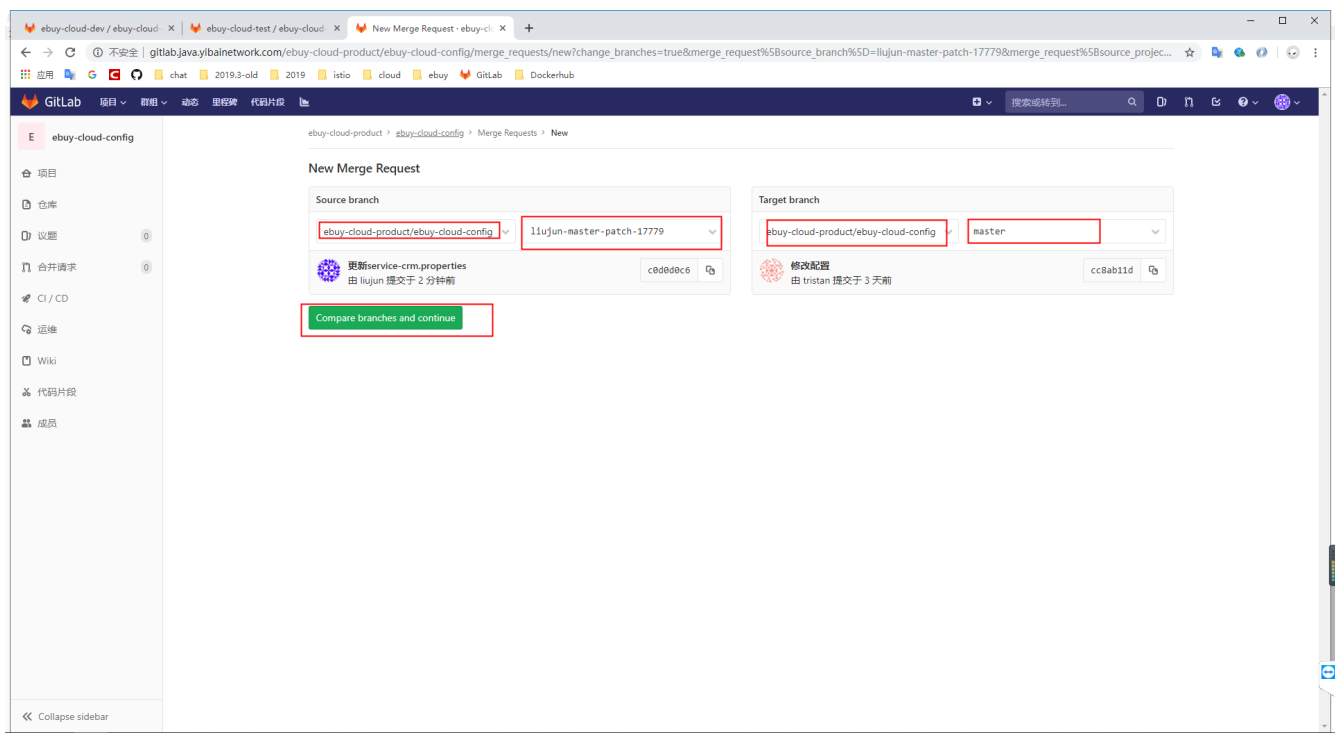 ebuy-cloud-dev / ebuy-cloud-
ebuy-cloud-test / ebuy-cloud-
New Merge Request · ebuy-clo
不安全 | gitlab.java.yibainetwork.com/ebuy-cloud-product/ebuy-cloud-config/merge_requests/new?change_branches=true&merge_request%5Bsource_branch%5D=liujun-master-patch-17779&merge_request%5Bsource_projec...
应用 chat 2019.3-old 2019 istio cloud ebuy GitLab Dockerhub
GitLab 项目 群组 动态 里程碑 代码片段 搜索或转到...
E ebuy-cloud-config
项目
仓库
议题 0
合并请求 0
CI / CD
运维
Wiki
代码片段
成员
Collapse sidebar
ebuy-cloud-product > ebuy-cloud-config > Merge Requests > New
New Merge Request
Source branch
ebuy-cloud-product/ebuy-cloud-config liujun-master-patch-17779
更新service-crm.properties
由 liujun 提交于 2 分钟前
c0d0d0c6
Target branch
ebuy-cloud-product/ebuy-cloud-config master
修改配置
由 tristan 提交于 3 天前
cc8ab11d
Compare branches and continue